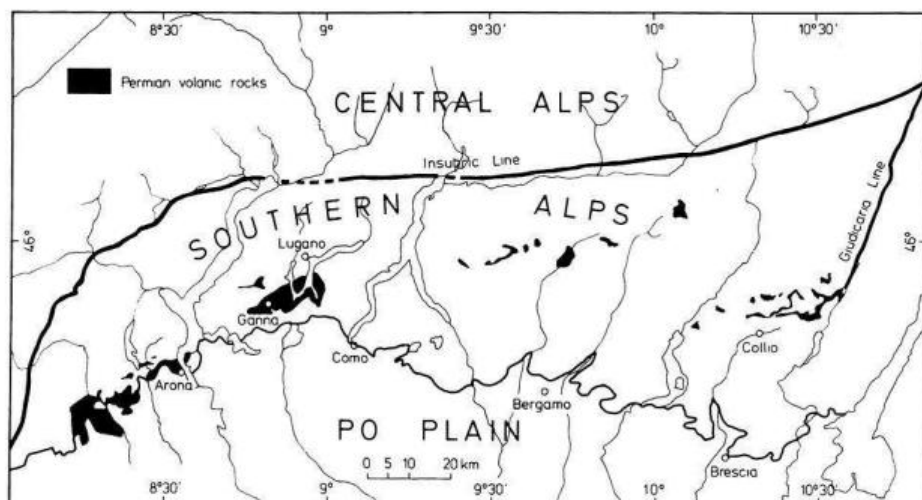 8°30' 9° 9°30' 10° 10°30'
Permian volanic rocks
CENTRAL ALPS
Insubric Line
SOUTHERN ALPS
Giudicaria Line
46° 46°
Lugano
Ganna
Collio
Como
Arona
Bergamo
PO PLAIN
0 5 10 20 km
Brescia
8°30' 9° 9°30' 10° 10°30'